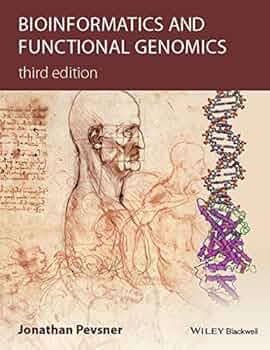 BIOINFORMATICS AND
FUNCTIONAL GENOMICS
third edition
Jonathan Pevsner
WILEY Blackwell